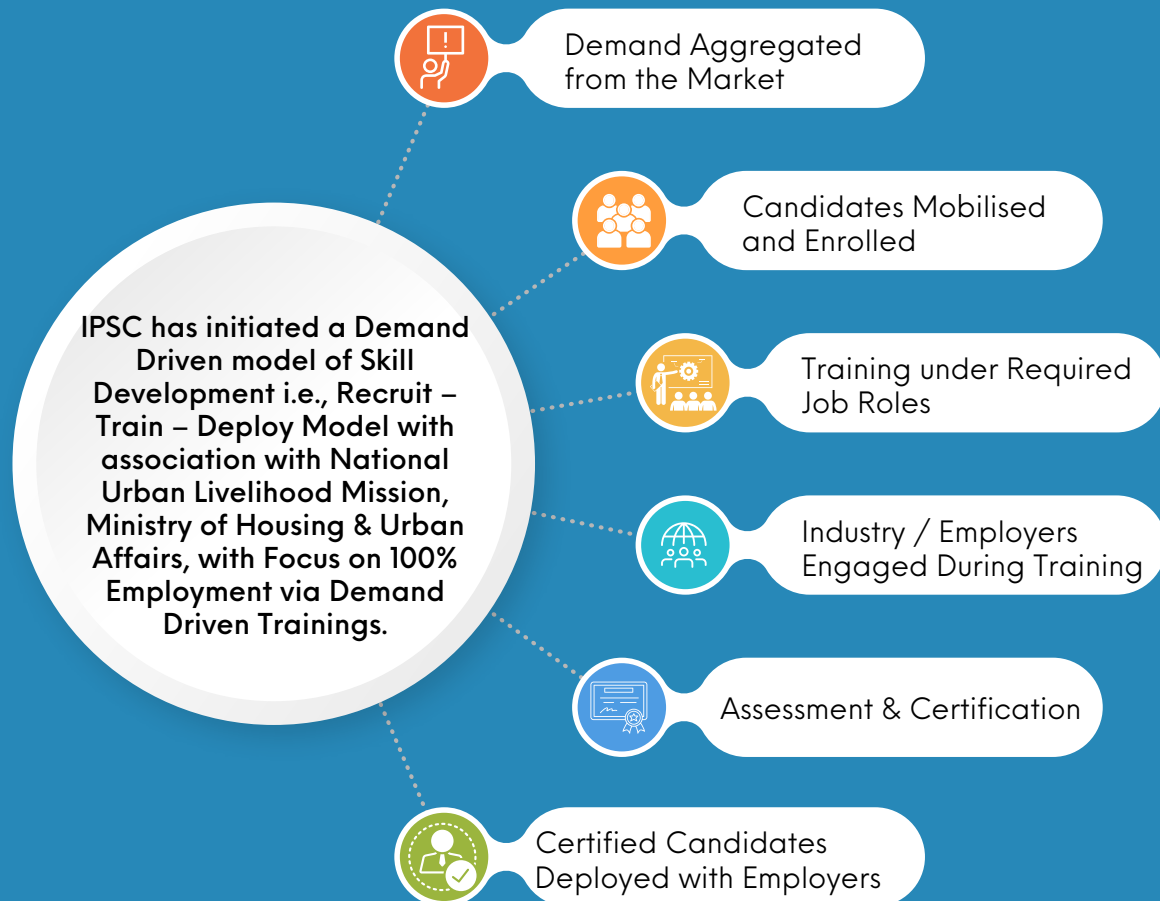 Demand Aggregated
from the Market
Candidates Mobilised
and Enrolled
IPSC has initiated a Demand
Driven model of Skill
Development i.e., Recruit –
Train – Deploy Model with
association with National
Urban Livelihood Mission,
Ministry of Housing & Urban
Affairs, with Focus on 100%
Employment via Demand
Driven Trainings.
Training under Required
Job Roles
Industry / Employers
Engaged During Training
Assessment & Certification
Certified Candidates
Deployed with Employers